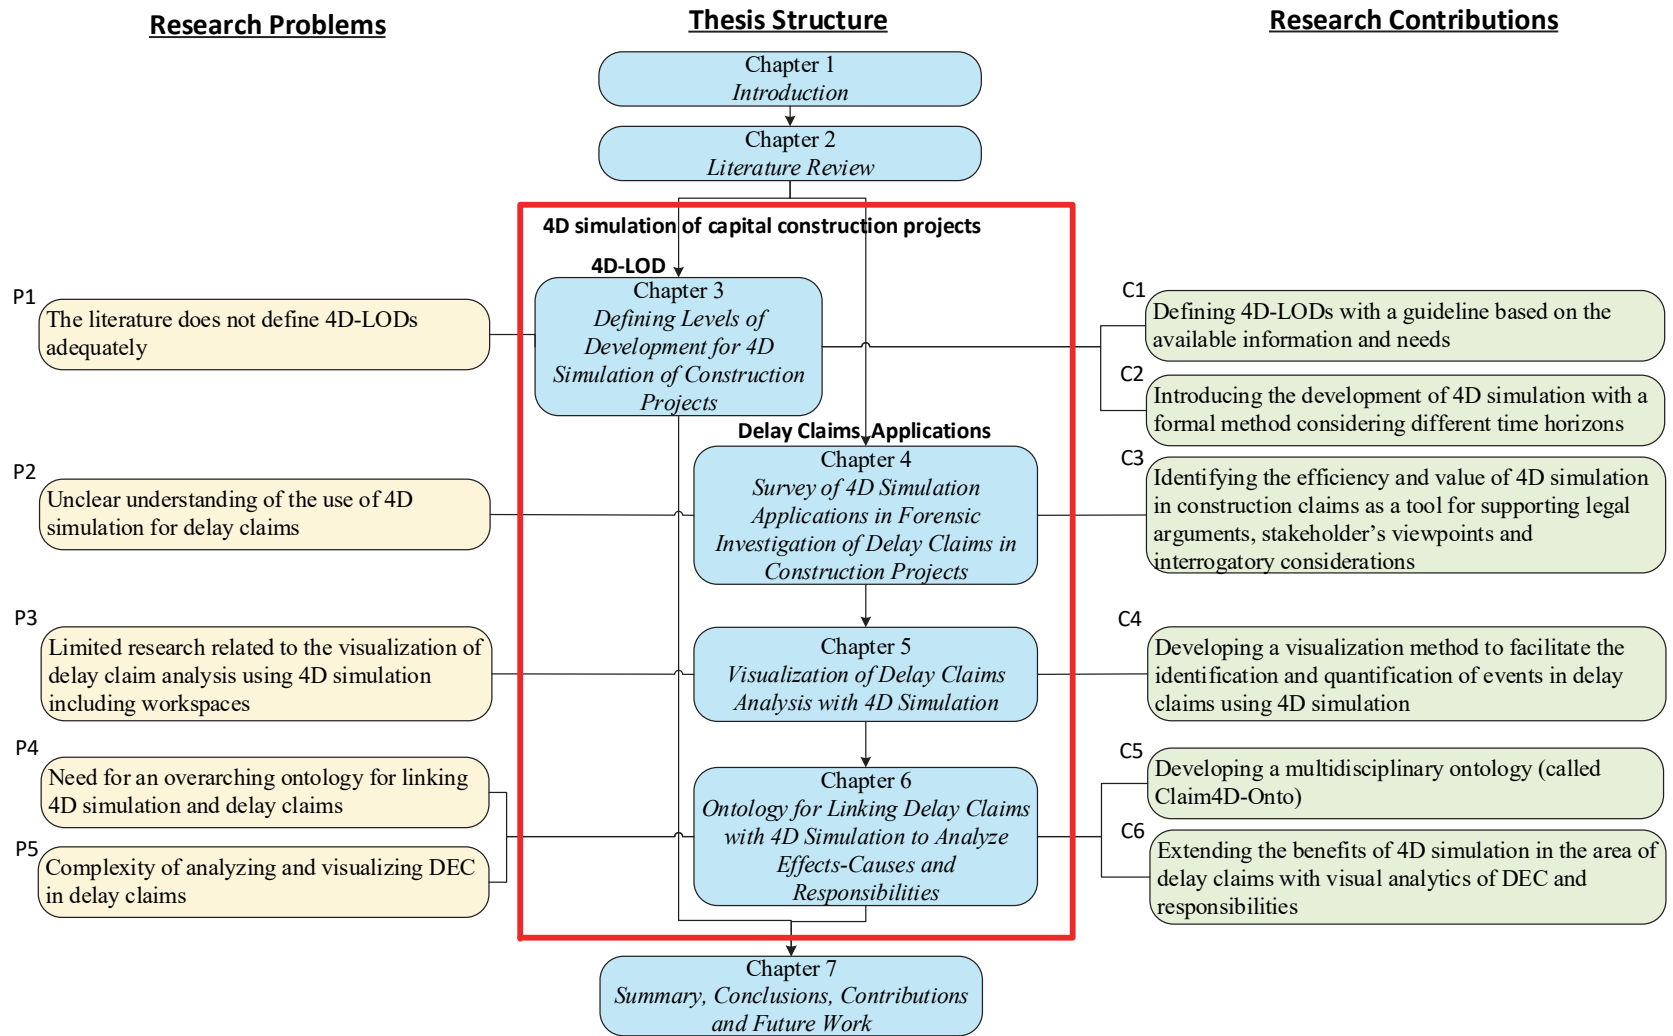 Research Problems
Thesis Structure
Research Contributions
Chapter 1
Introduction
Chapter 2
Literature Review
4D simulation of capital construction projects
4D-LOD
Chapter 3
Defining Levels of
Development for 4D
Simulation of Construction
Projects
P1
The literature does not define 4D-LODs
adequately
C1
Defining 4D-LODs with a guideline based on the
available information and needs
C2
Introducing the development of 4D simulation with a
formal method considering different time horizons
Delay Claims Applications
Chapter 4
Survey of 4D Simulation
Applications in Forensic
Investigation of Delay Claims in
Construction Projects
P2
Unclear understanding of the use of 4D
simulation for delay claims
C3
Identifying the efficiency and value of 4D simulation
in construction claims as a tool for supporting legal
arguments, stakeholder’s viewpoints and
interrogatory considerations
P3
Limited research related to the visualization of
delay claim analysis using 4D simulation
including workspaces
Chapter 5
Visualization of Delay Claims
Analysis with 4D Simulation
C4
Developing a visualization method to facilitate the
identification and quantification of events in delay
claims using 4D simulation
P4
Need for an overarching ontology for linking
4D simulation and delay claims
P5
Complexity of analyzing and visualizing DEC
in delay claims
Chapter 6
Ontology for Linking Delay Claims
with 4D Simulation to Analyze
Effects-Causes and
Responsibilities
C5
Developing a multidisciplinary ontology (called
Claim4D-Onto)
C6
Extending the benefits of 4D simulation in the area of
delay claims with visual analytics of DEC and
responsibilities
Chapter 7
Summary, Conclusions, Contributions
and Future Work